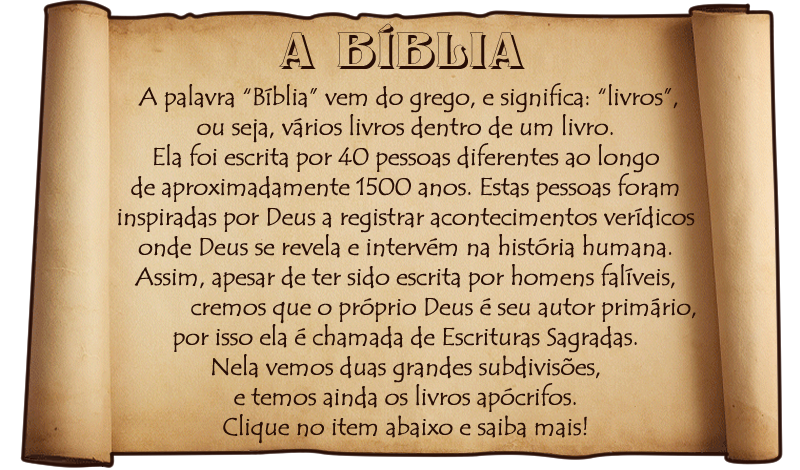 A BÍBLIA
A palavra “Bíblia” vem do grego, e significa: “livros”,
ou seja, vários livros dentro de um livro.
Ela foi escrita por 40 pessoas diferentes ao longo
de aproximadamente 1500 anos. Estas pessoas foram
inspiradas por Deus a registrar acontecimentos verídicos
onde Deus se revela e intervém na história humana.
Assim, apesar de ter sido escrita por homens falíveis,
cremos que o próprio Deus é seu autor primário,
por isso ela é chamada de Escrituras Sagradas.
Nela vemos duas grandes subdivisões,
e temos ainda os livros apócrifos.
Clique no item abaixo e saiba mais!